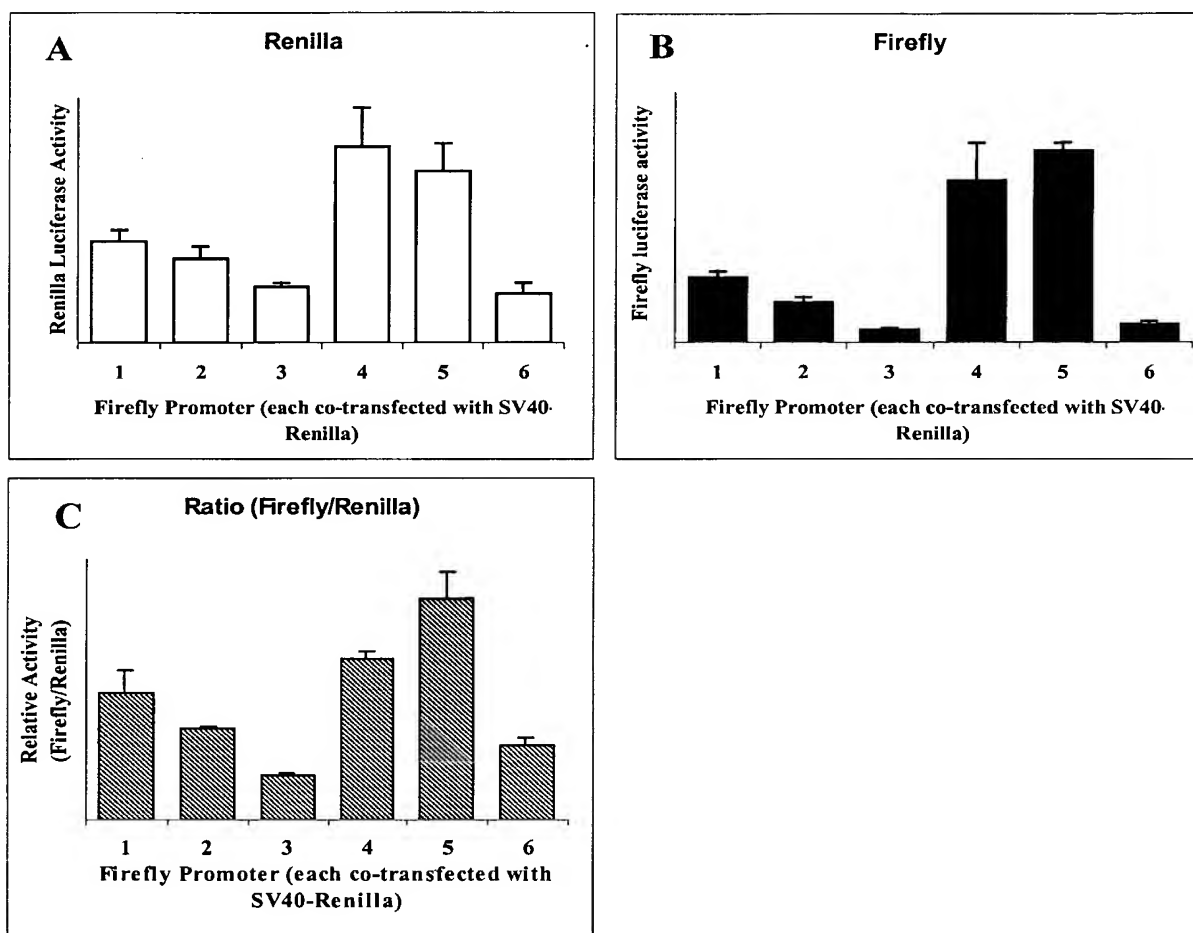 A
Renilla
Renilla Luciferase Activity
1 2 3 4 5 6
Firefly Promoter (each co-transfected with SV40-
Renilla)
B
Firefly
Firefly luciferase activity
1 2 3 4 5 6
Firefly Promoter (each co-transfected with SV40-
Renilla)
C
Ratio (Firefly/Renilla)
Relative Activity
(Firefly/Renilla)
1 2 3 4 5 6
Firefly Promoter (each co-transfected with
SV40-Renilla)